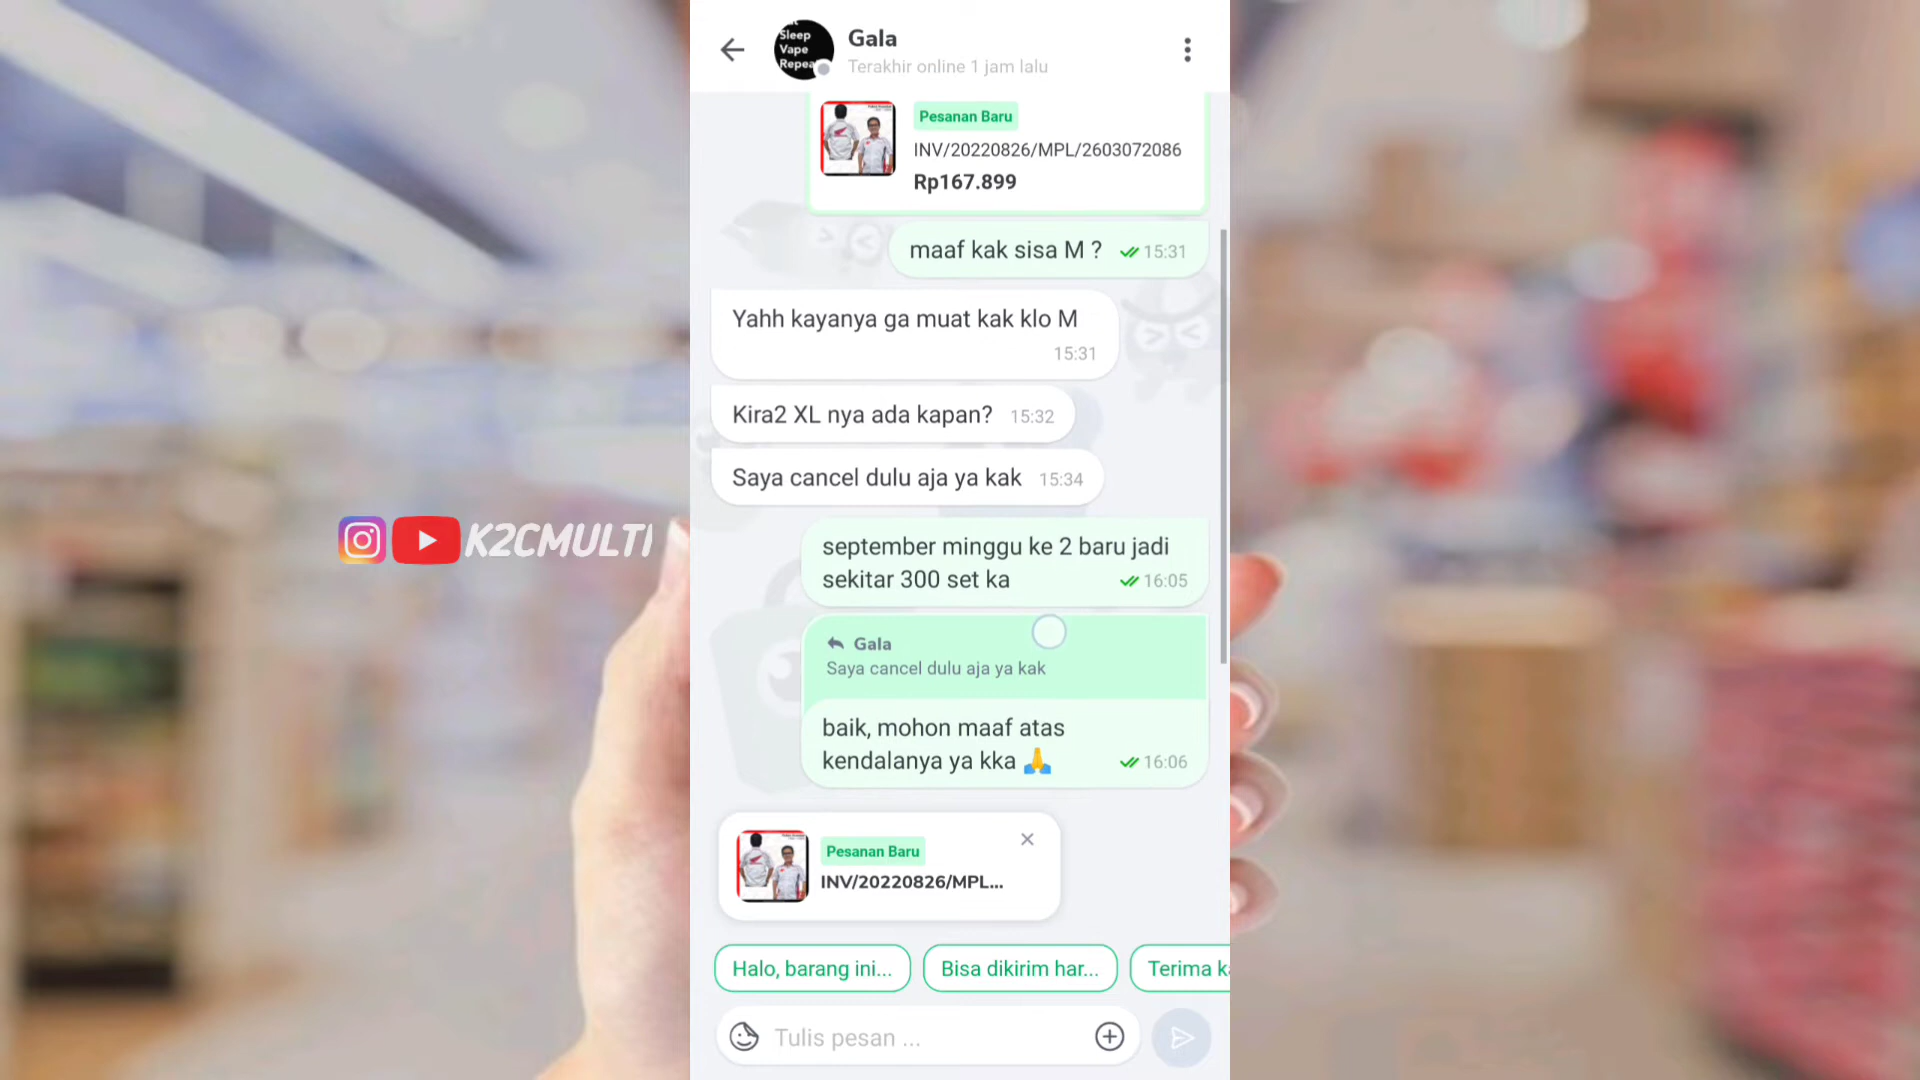 Sleep
Vape
Gala
Terakhir online 1 jam lalu
Pesanan Baru
INV/20220826/MPL/2603072086
Rp167.899
maaf kak sisa M ? 15:31
Yahh kayanya ga muat kak klo M
15:31
Kira2 XL nya ada kapan? 15:32
Saya cancel dulu aja ya kak 15:34
september minggu ke 2 baru jadi
sekitar 300 set ka 16:05
Gala
Saya cancel dulu aja ya kak
baik, mohon maaf atas
kendalanya ya kka 🙏 16:06
Pesanan Baru
INV/20220826/MPL...
Halo, barang ini... Bisa dikirim har... Terima
Tulis pesan ...
K2CMULTI